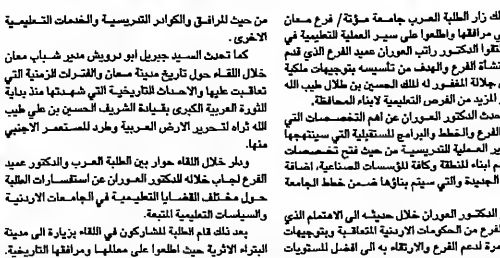 زار الطلبة العرب جامعة مؤتة / فرع معان
مرافقها واطلعوا على سير العملية التعليمية في
الدكتور راتب العوران عميد الفرع الذي قدم
الفرع والهدف من تأسيسه بتوجيهات ملكية
جلالة المغفور له الملك الحسين بن طلال طيب الله
المزيد من الفرص التعليمية لابناء المحافظة.
الدكتور العوران عن اهم التخصصات التي
الفرع والخطط والبرامج المستقبلية التي سينتهجها
العملية التدريسية من حيث فتح تخصصات
ابناء المنطقة وكافة المؤسسات الصناعية، اضافة
الجديدة والتي سيتم بناؤها ضمن خطط الجامعة
الدكتور العوران خلال حديثه الى الاهتمام الذي
من الحكومات الاردنية المتعاقبة وبتوجيهات
لدعم الفرع والارتقاء به الى افضل المستويات
من حيث المرافق والكوادر التدريسية والخدمات التعليمية
الاخرى.
كما تحدث السيد جبريل ابو درويش مدير شباب معان
خلال اللقاء حول تاريخ مدينة معان والفترات الزمنية التي
تعاقبت عليها والاحداث التاريخية التي شهدتها منذ بداية
الثورة العربية الكبرى بقيادة الشريف الحسين بن علي طيب
الله ثراه لتحرير الارض العربية وطرد المستعمر الاجنبي
منها.
ودار خلال اللقاء حوار بين الطلبة العرب والدكتور عميد
الفرع اجاب خلاله الدكتور العوران عن استفسارات الطلبة
حول مختلف القضايا التعليمية في الجامعات الاردنية
والسياسات التعليمية المتبعة.
بعد ذلك قام الطلبة المشاركون في اللقاء بزيارة الى مدينة
البتراء الاثرية حيث اطلعوا على معالمها ومرافقها التاريخية.